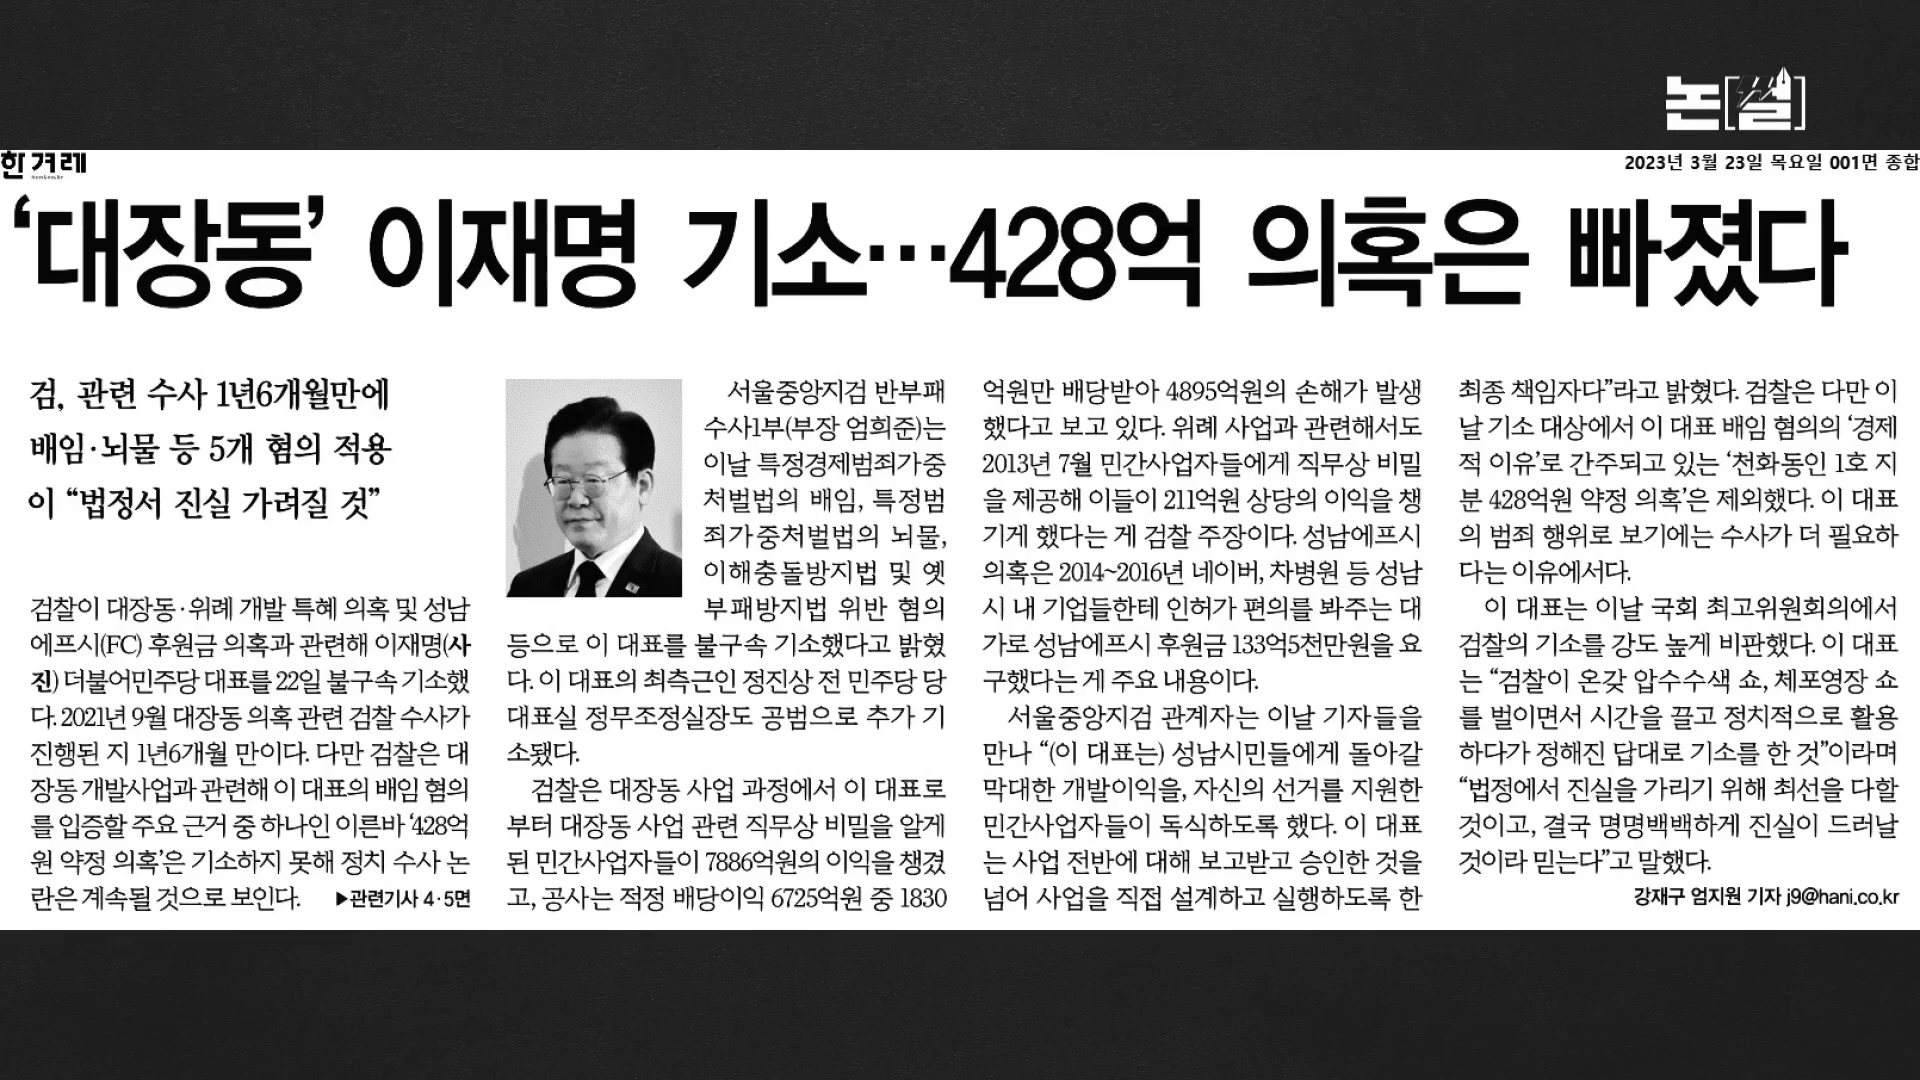 논[썰]
한겨레
2023년 3월 23일 목요일 001면 종합
‘대장동’ 이재명 기소…428억 의혹은 빠졌다
검, 관련 수사 1년6개월만에
배임·뇌물 등 5개 혐의 적용
이 “법정서 진실 가려질 것”
검찰이 대장동·위례 개발 특혜 의혹 및 성남
에프시(FC) 후원금 의혹과 관련해 이재명(사
진) 더불어민주당 대표를 22일 불구속 기소했
다. 2021년 9월 대장동 의혹 관련 검찰 수사가
진행된 지 1년6개월 만이다. 다만 검찰은 대
장동 개발사업과 관련해 이 대표의 배임 혐의
를 입증할 주요 근거 중 하나인 이른바 ‘428억
원 약정 의혹’은 기소하지 못해 정치 수사 논
란은 계속될 것으로 보인다. ▶관련기사 4·5면
서울중앙지검 반부패
수사1부(부장 엄희준)는
이날 특정경제범죄가중
처벌법의 배임, 특정범
죄가중처벌법의 뇌물,
이해충돌방지법 및 옛
부패방지법 위반 혐의
등으로 이 대표를 불구속 기소했다고 밝혔
다. 이 대표의 최측근인 정진상 전 민주당 당
대표실 정무조정실장도 공범으로 추가 기
소됐다.
검찰은 대장동 사업 과정에서 이 대표로
부터 대장동 사업 관련 직무상 비밀을 알게
된 민간사업자들이 7886억원의 이익을 챙겼
고, 공사는 적정 배당이익 6725억원 중 1830
억원만 배당받아 4895억원의 손해가 발생
했다고 보고 있다. 위례 사업과 관련해서도
2013년 7월 민간사업자들에게 직무상 비밀
을 제공해 이들이 211억원 상당의 이익을 챙
기게 했다는 게 검찰 주장이다. 성남에프시
의혹은 2014~2016년 네이버, 차병원 등 성남
시 내 기업들한테 인허가 편의를 봐주는 대
가로 성남에프시 후원금 133억5천만원을 요
구했다는 게 주요 내용이다.
서울중앙지검 관계자는 이날 기자들을
만나 “(이 대표는) 성남시민들에게 돌아갈
막대한 개발이익을, 자신의 선거를 지원한
민간사업자들이 독식하도록 했다. 이 대표
는 사업 전반에 대해 보고받고 승인한 것을
넘어 사업을 직접 설계하고 실행하도록 한
최종 책임자다”라고 밝혔다. 검찰은 다만 이
날 기소 대상에서 이 대표 배임 혐의의 ‘경제
적 이유’로 간주되고 있는 ‘천화동인 1호 지
분 428억원 약정 의혹’은 제외했다. 이 대표
의 범죄 행위로 보기에는 수사가 더 필요하
다는 이유에서다.
이 대표는 이날 국회 최고위원회의에서
검찰의 기소를 강도 높게 비판했다. 이 대표
는 “검찰이 온갖 압수수색 쇼, 체포영장 쇼
를 벌이면서 시간을 끌고 정치적으로 활용
하다가 정해진 답대로 기소를 한 것”이라며
“법정에서 진실을 가리기 위해 최선을 다할
것이고, 결국 명명백백하게 진실이 드러날
것이라 믿는다”고 말했다.
강재구 엄지원 기자 j9@hani.co.kr